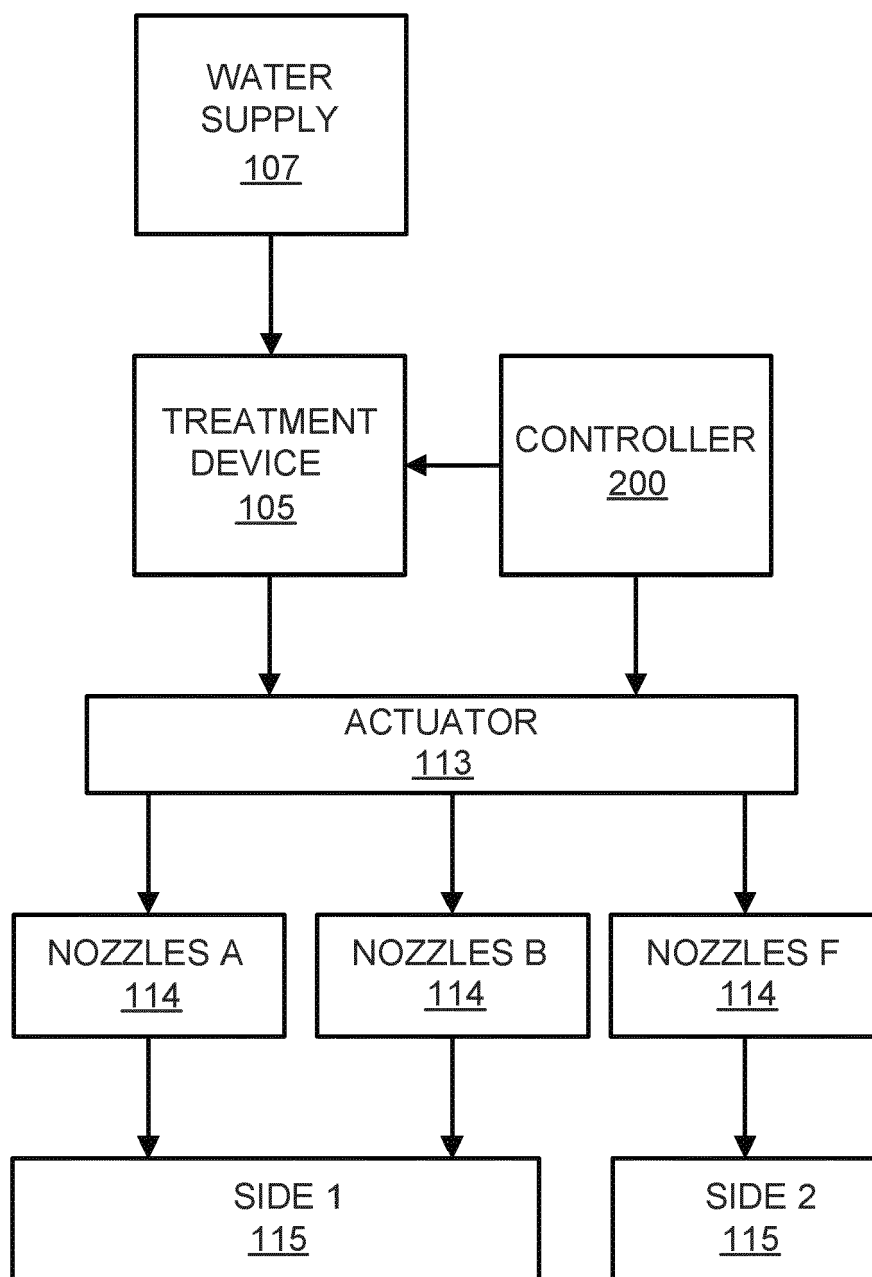 WATER
SUPPLY
107
TREATMENT
DEVICE
105
CONTROLLER
200
ACTUATOR
113
NOZZLES A
114
NOZZLES B
114
NOZZLES F
114
SIDE 1
115
SIDE 2
115